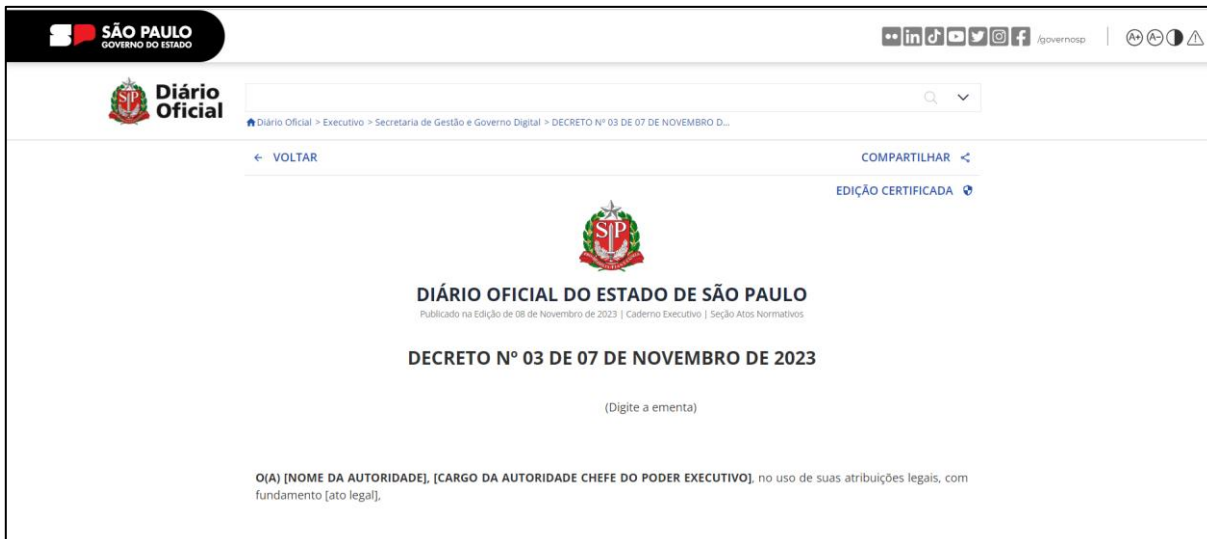 SÃO PAULO
GOVERNO DO ESTADO
/governosp
A+ A-
Diário
Oficial
Diário Oficial > Executivo > Secretaria de Gestão e Governo Digital > DECRETO Nº 03 DE 07 DE NOVEMBRO D...
← VOLTAR
COMPARTILHAR
EDIÇÃO CERTIFICADA
SP
DIÁRIO OFICIAL DO ESTADO DE SÃO PAULO
Publicado na Edição de 08 de Novembro de 2023 | Caderno Executivo | Seção Atos Normativos
DECRETO Nº 03 DE 07 DE NOVEMBRO DE 2023
(Digite a ementa)
O(A) [NOME DA AUTORIDADE], [CARGO DA AUTORIDADE CHEFE DO PODER EXECUTIVO], no uso de suas atribuições legais, com
fundamento [ato legal],